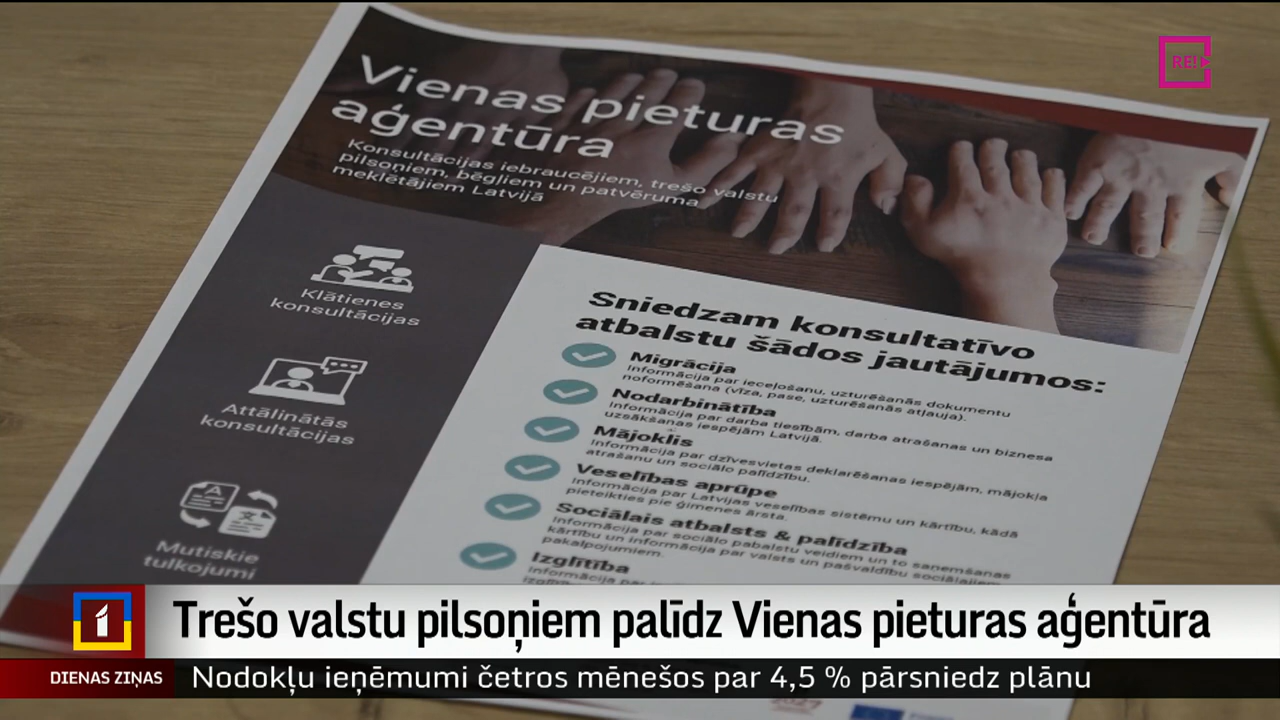 RE!
Vienas pieturas
aģentūra
Konsultācijas iebraucējiem, trešo valstu
pilsoņiem, bēgļiem un patvēruma
meklētājiem Latvijā
Klātienes
konsultācijas
Attālinātās
konsultācijas
Mutiskie
tulkojumi
Sniedzam konsultatīvo
atbalstu šādos jautājumos:
Migrācija
Informācija par ieceļošanu, uzturēšanās dokumentu
noformēšana (vīza, pase, uzturēšanās atļauja).
Nodarbinātība
Informācija par darba tiesībām, darba atrašanas un biznesa
uzsākšanas iespējām Latvijā.
Mājoklis
Informācija par dzīvesvietas deklarēšanas iespējām, mājokļa
atrašanu un sociālo palīdzību.
Veselības aprūpe
Informācija par Latvijas veselības sistēmu un kārtību, kādā
pieteikties pie ģimenes ārsta.
Sociālais atbalsts & palīdzība
Informācija par sociālo pabalstu veidiem un to saņemšanas
kārtību un informācija par valsts un pašvaldību sociālajiem
pakalpojumiem.
Izglītība
Informācija par
1
Trešo valstu pilsoņiem palīdz Vienas pieturas aģentūra
DIENAS ZIŅAS
Nodokļu ieņēmumi četros mēnešos par 4,5 % pārsniedz plānu
2027